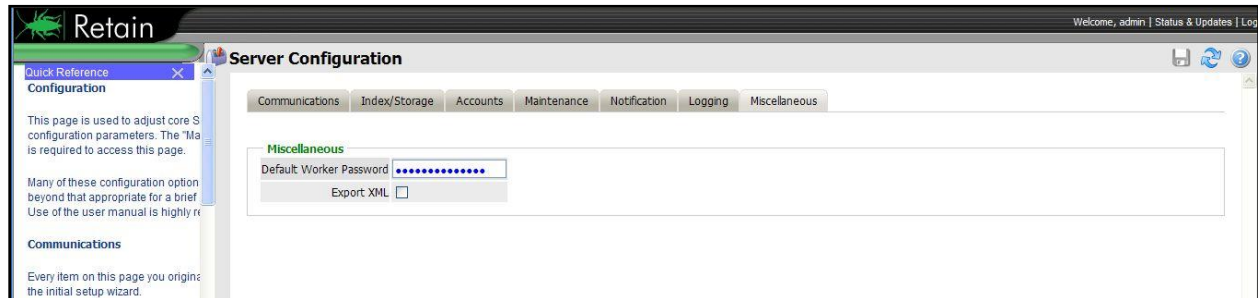 Retain
Welcome, admin | Status & Updates | Log
Quick Reference
Server Configuration
Configuration
This page is used to adjust core S
configuration parameters. The "Ma
is required to access this page.
Many of these configuration option
beyond that appropriate for a brief
Use of the user manual is highly re
Communications
Every item on this page you origina
the initial setup wizard.
Communications Index/Storage Accounts Maintenance Notification Logging Miscellaneous
Miscellaneous
Default Worker Password ••••••••••••••
Export XML